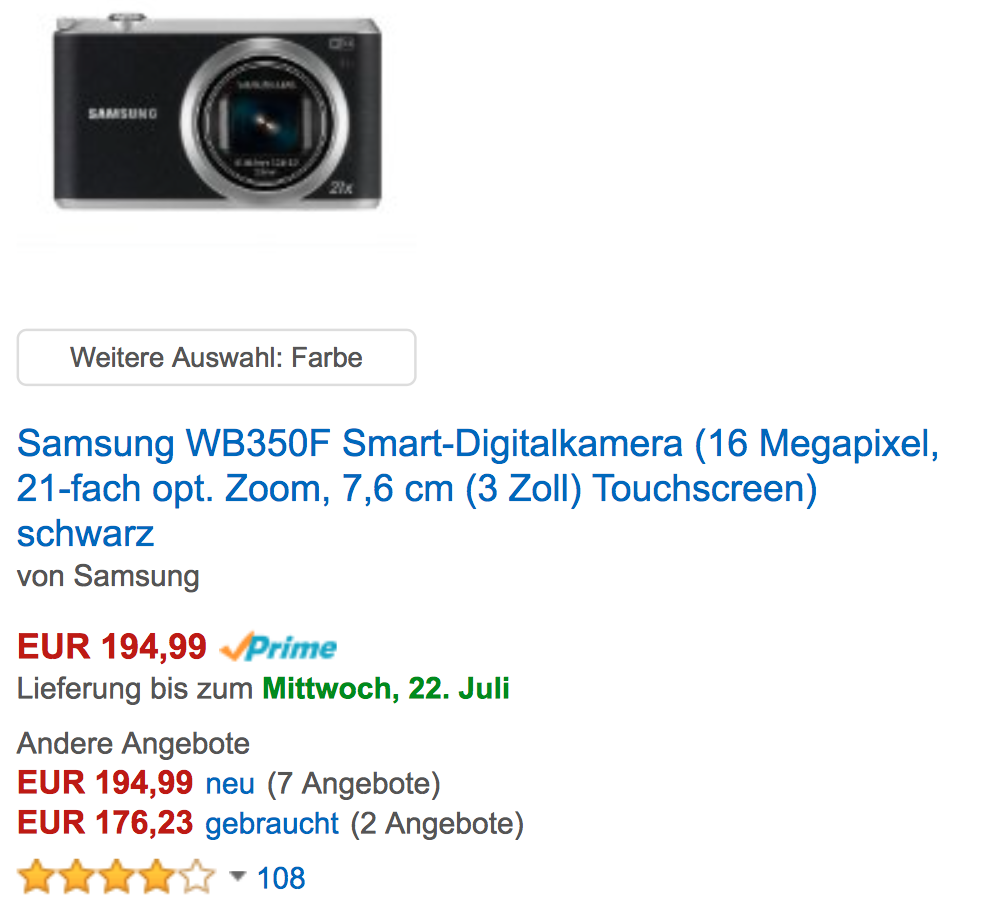 SAMSUNG
21x
Weitere Auswahl: Farbe
Samsung WB350F Smart-Digitalkamera (16 Megapixel,
21-fach opt. Zoom, 7,6 cm (3 Zoll) Touchscreen)
schwarz
von Samsung
EUR 194,99 Prime
Lieferung bis zum Mittwoch, 22. Juli
Andere Angebote
EUR 194,99 neu (7 Angebote)
EUR 176,23 gebraucht (2 Angebote)
108